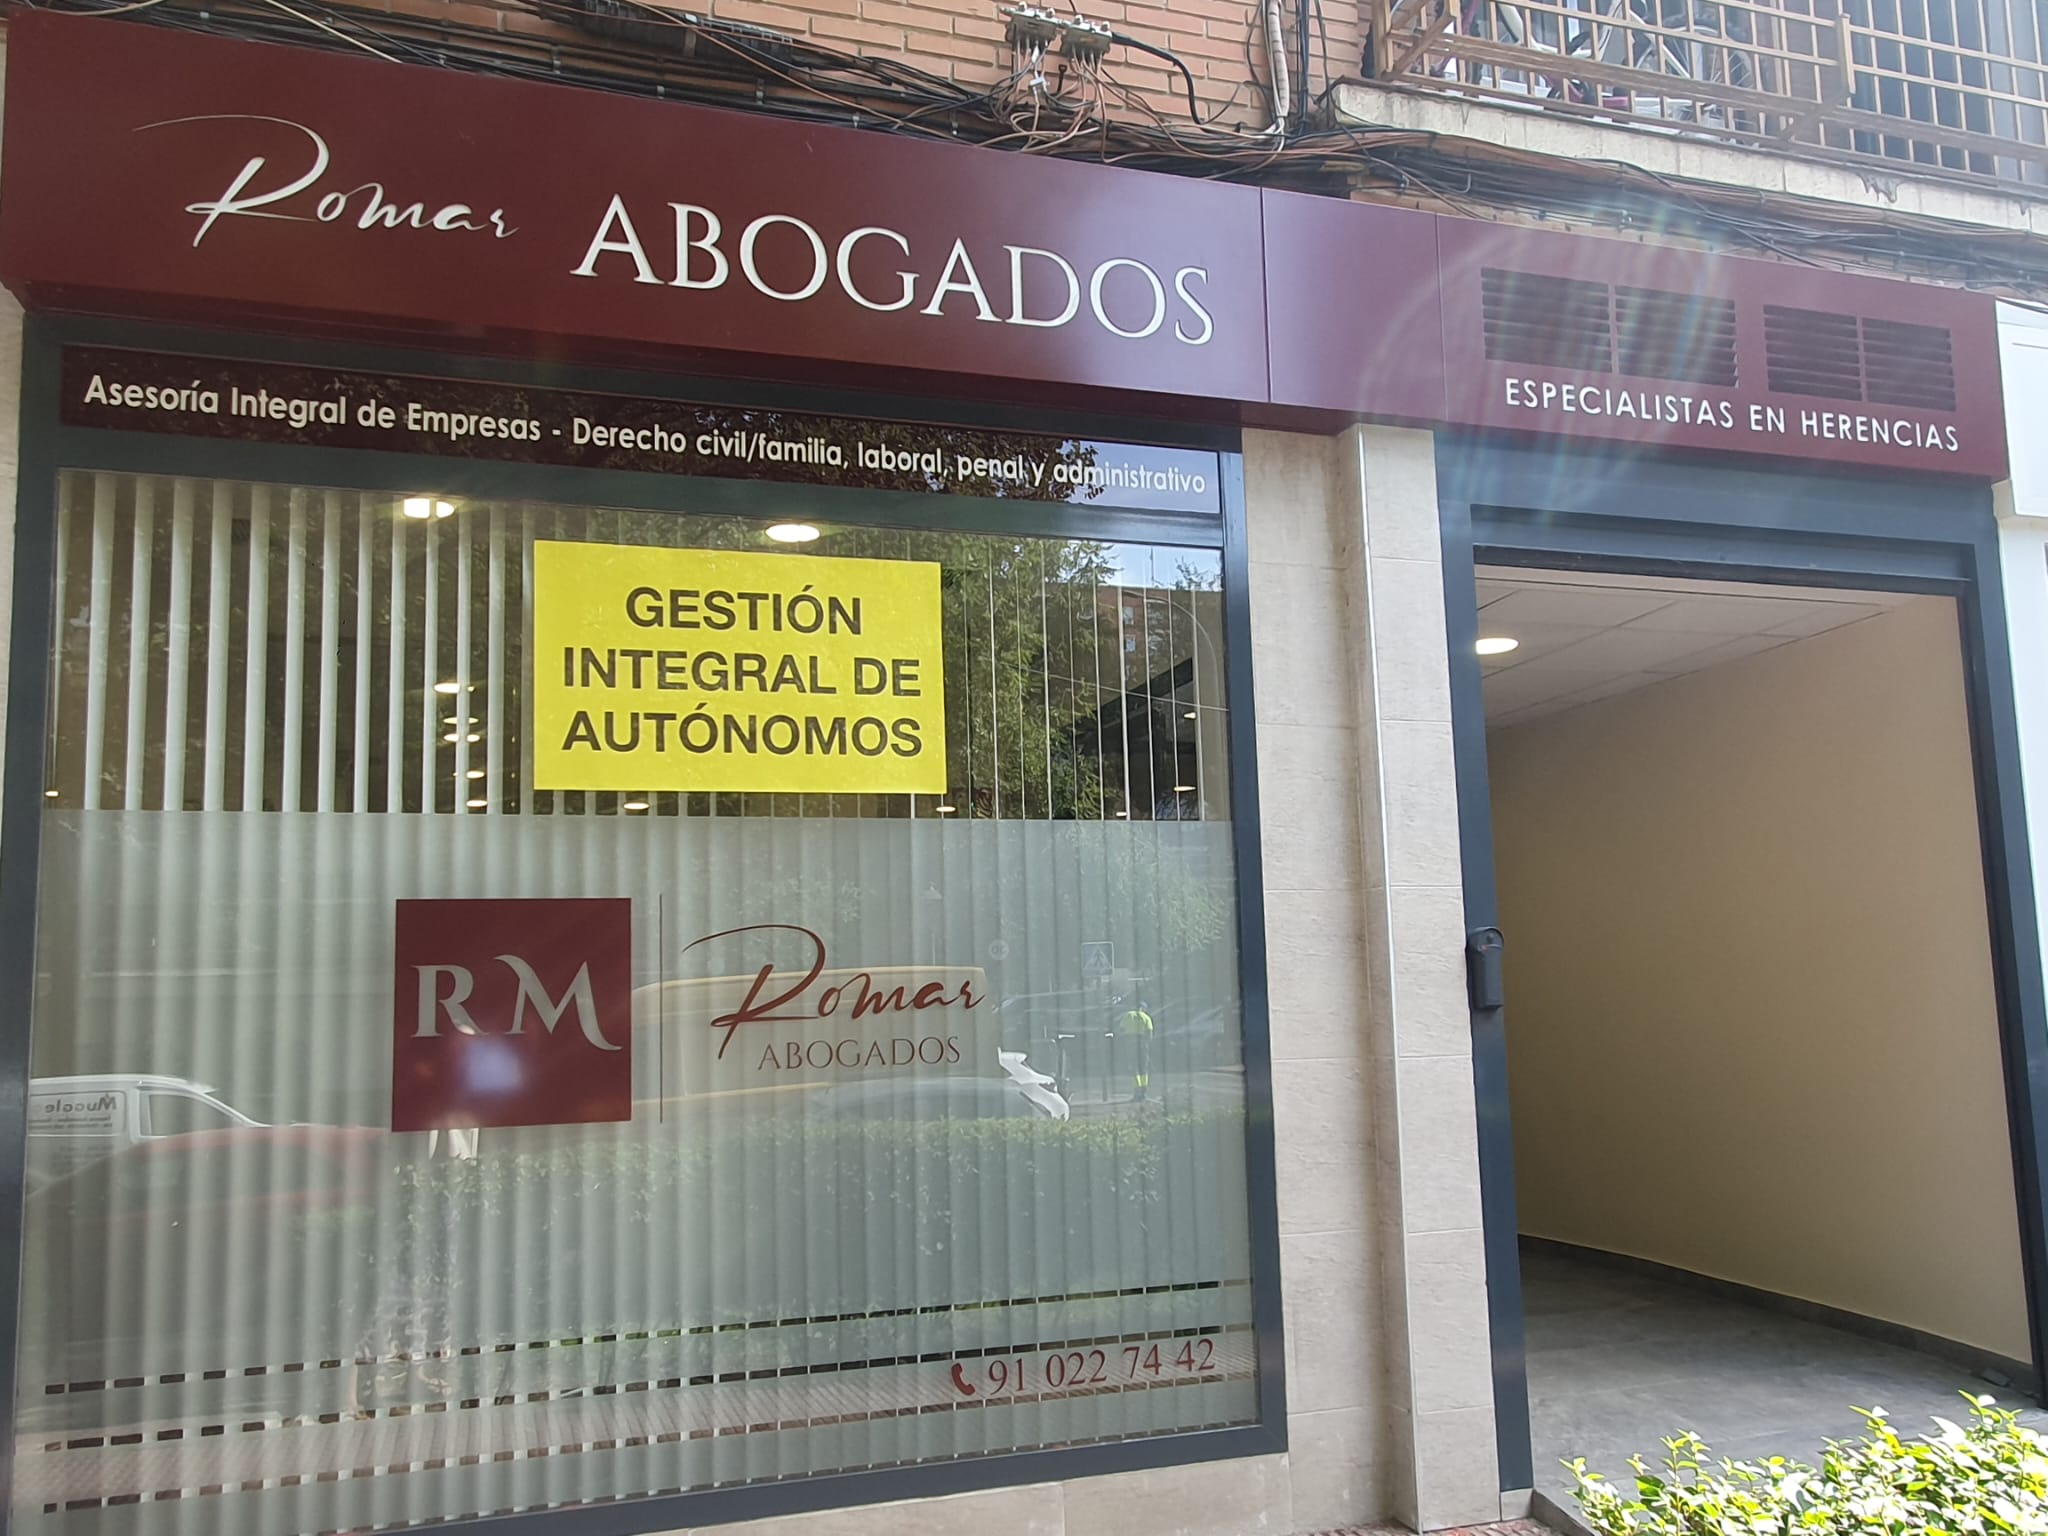 Romar ABOGADOS
ESPECIALISTAS EN HERENCIAS
Asesoría Integral de Empresas - Derecho civil/familia, laboral, penal y administrativo
GESTIÓN
INTEGRAL DE
AUTÓNOMOS
RM
Romar
ABOGADOS
91 022 74 42